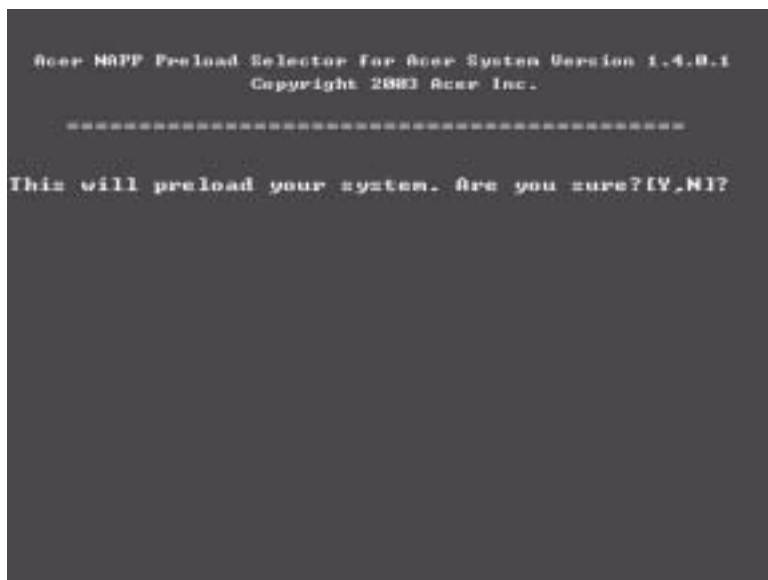 Acer NAPP Preload Selector for Acer System Version 1.4.0.1
Copyright 2003 Acer Inc.
===========================================
This will preload your system. Are you sure?[Y,N]?